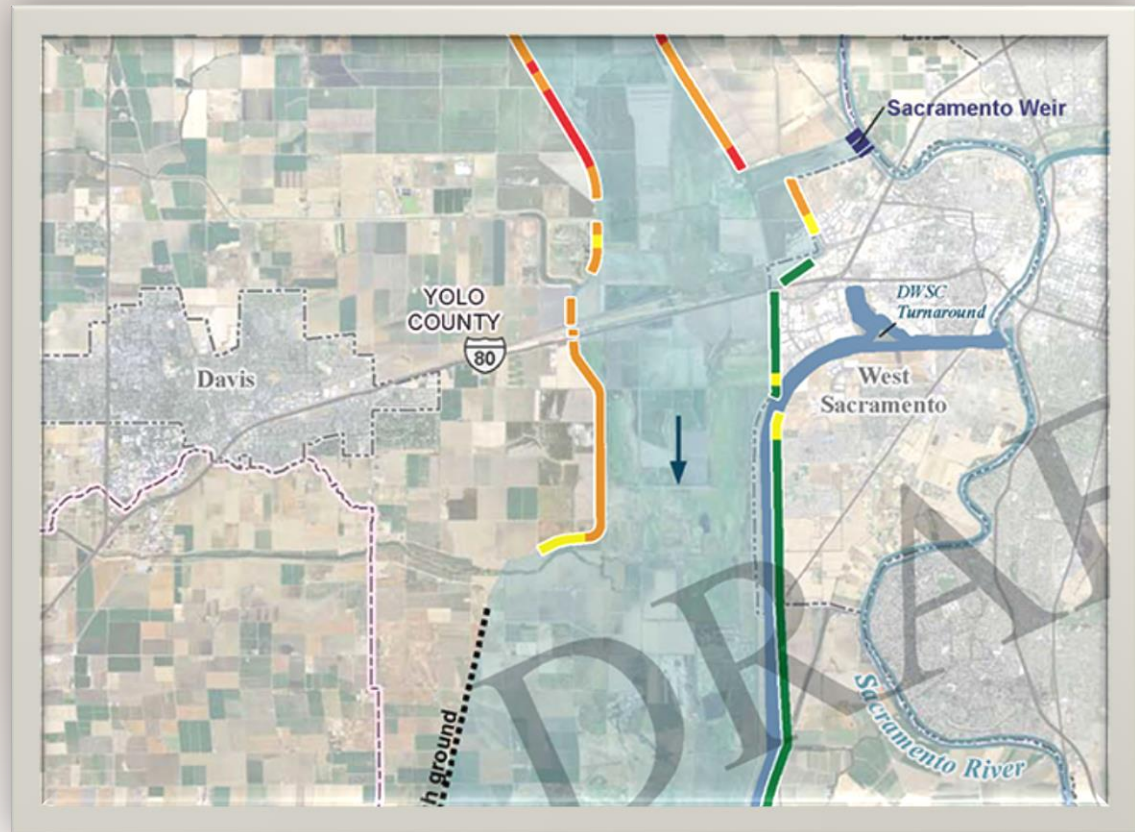 Sacramento Weir
YOLO
COUNTY
80
DWSC
Turnaround
Davis
West
Sacramento
h ground
DRAF
Sacramento River